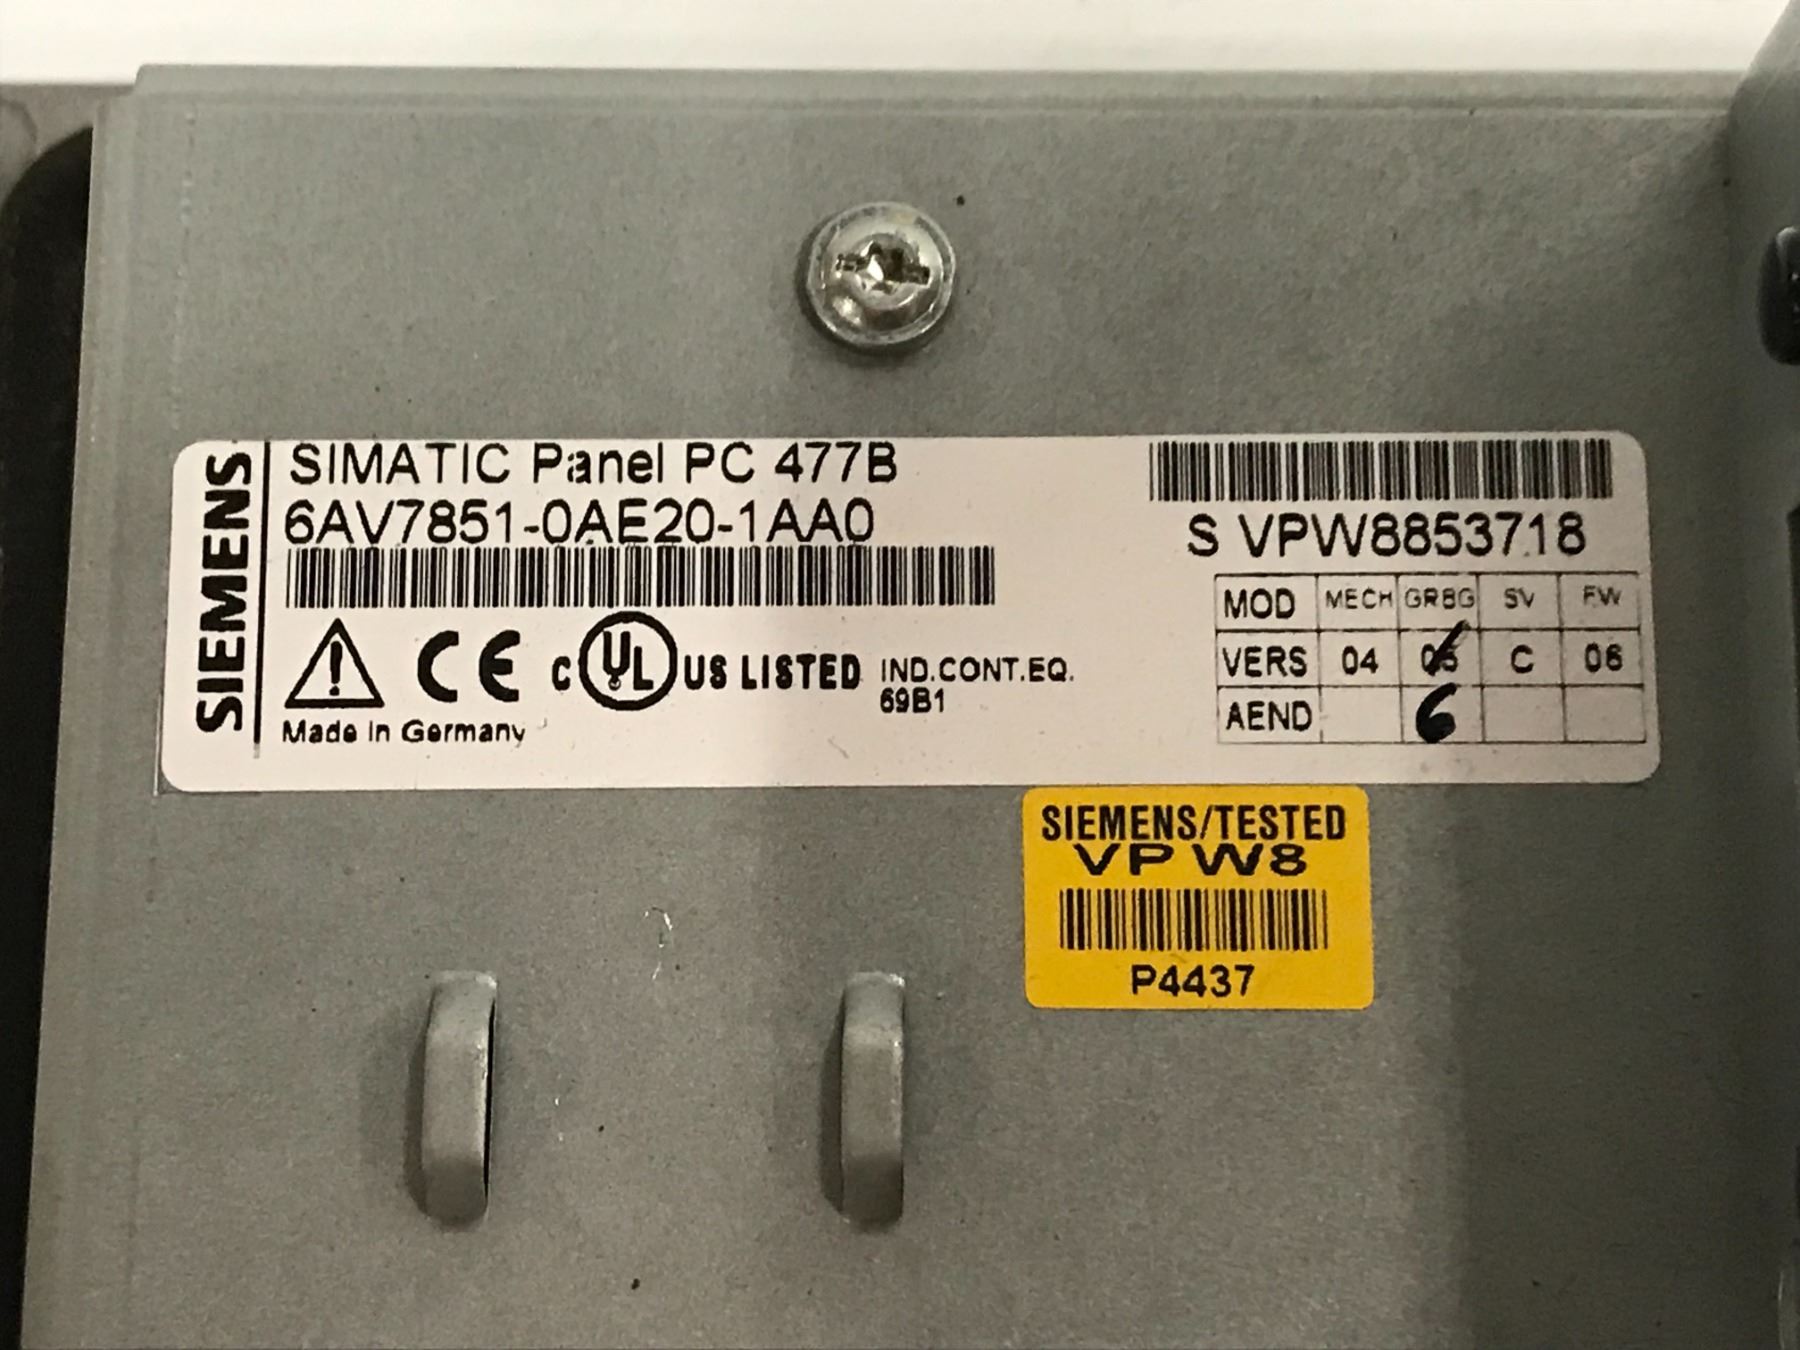 SIEMENS
SIMATIC Panel PC 477B
6AV7851-0AE20-1AA0
CE C UL US LISTED IND.CONT.EQ.
69B1
Made in Germany
S VPW8853718
MOD MECH GRBG SV FW
VERS 04 05 C 06
AEND 6
SIEMENS/TESTED
VPW8
P4437